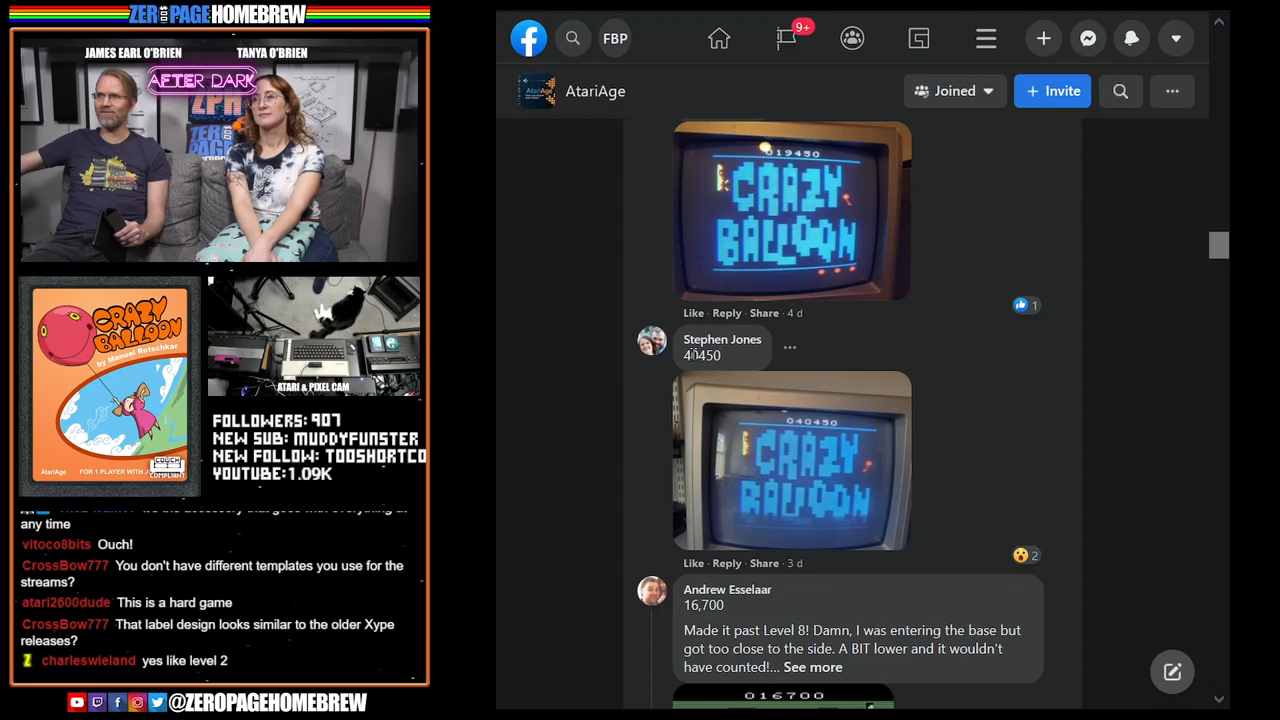 ZERO PAGE HOMEBREW
JAMES EARL O'BRIEN
TANYA O'BRIEN
AFTER DARK
ZPH
CRAZY
BALLOON
by Manuel Rotschkar
AtariAge
FOR 1 PLAYER WITH
COUCH
COMPLIANT
ATARI & PIXEL CAM
FOLLOWERS: 907
NEW SUB: MUDDYFUNSTER
NEW FOLLOW: TOOSHORTCO
YOUTUBE: 1.09K
any time
vitoco8bits Ouch!
CrossBow777 You don't have different templates you use for the
streams?
atari2600dude This is a hard game
CrossBow777 That label design looks similar to the older Xype
releases?
charleswieland yes like level 2
@ZEROPAGEHOMEBREW
FBP
9+
AtariAge
Joined
+ Invite
019450
CRAZY
BALLOON
Like · Reply · Share · 4 d
1
Stephen Jones
40450
040450
CRAZY
BALLOON
Like · Reply · Share · 3 d
2
Andrew Esselaar
16,700
Made it past Level 8! Damn, I was entering the base but
got too close to the side. A BIT lower and it wouldn't
have counted!... See more
016700